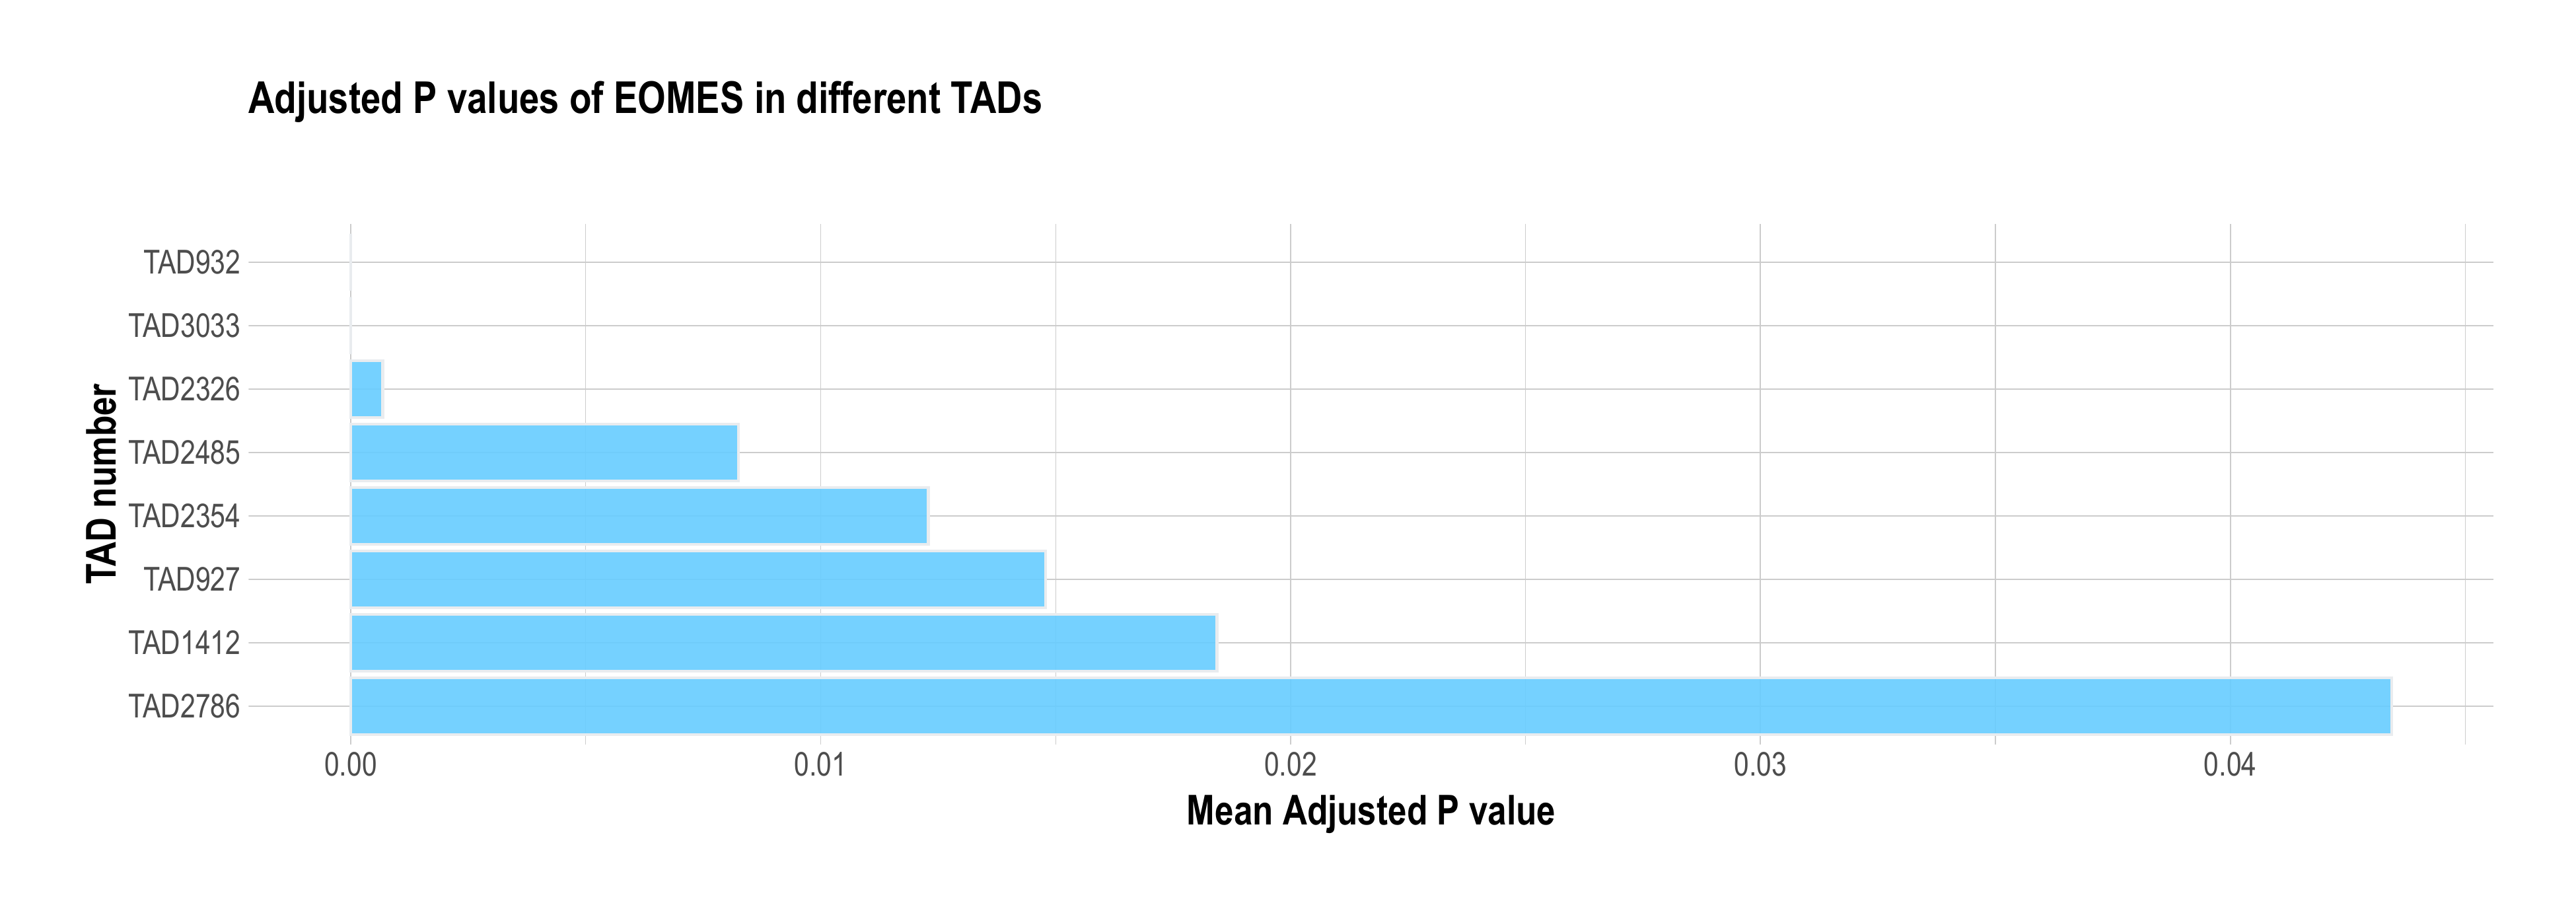 Adjusted P values of EOMES in different TADs
TAD number
TAD932
TAD3033
TAD2326
TAD2485
TAD2354
TAD927
TAD1412
TAD2786
0.00 0.01 0.02 0.03 0.04
Mean Adjusted P value